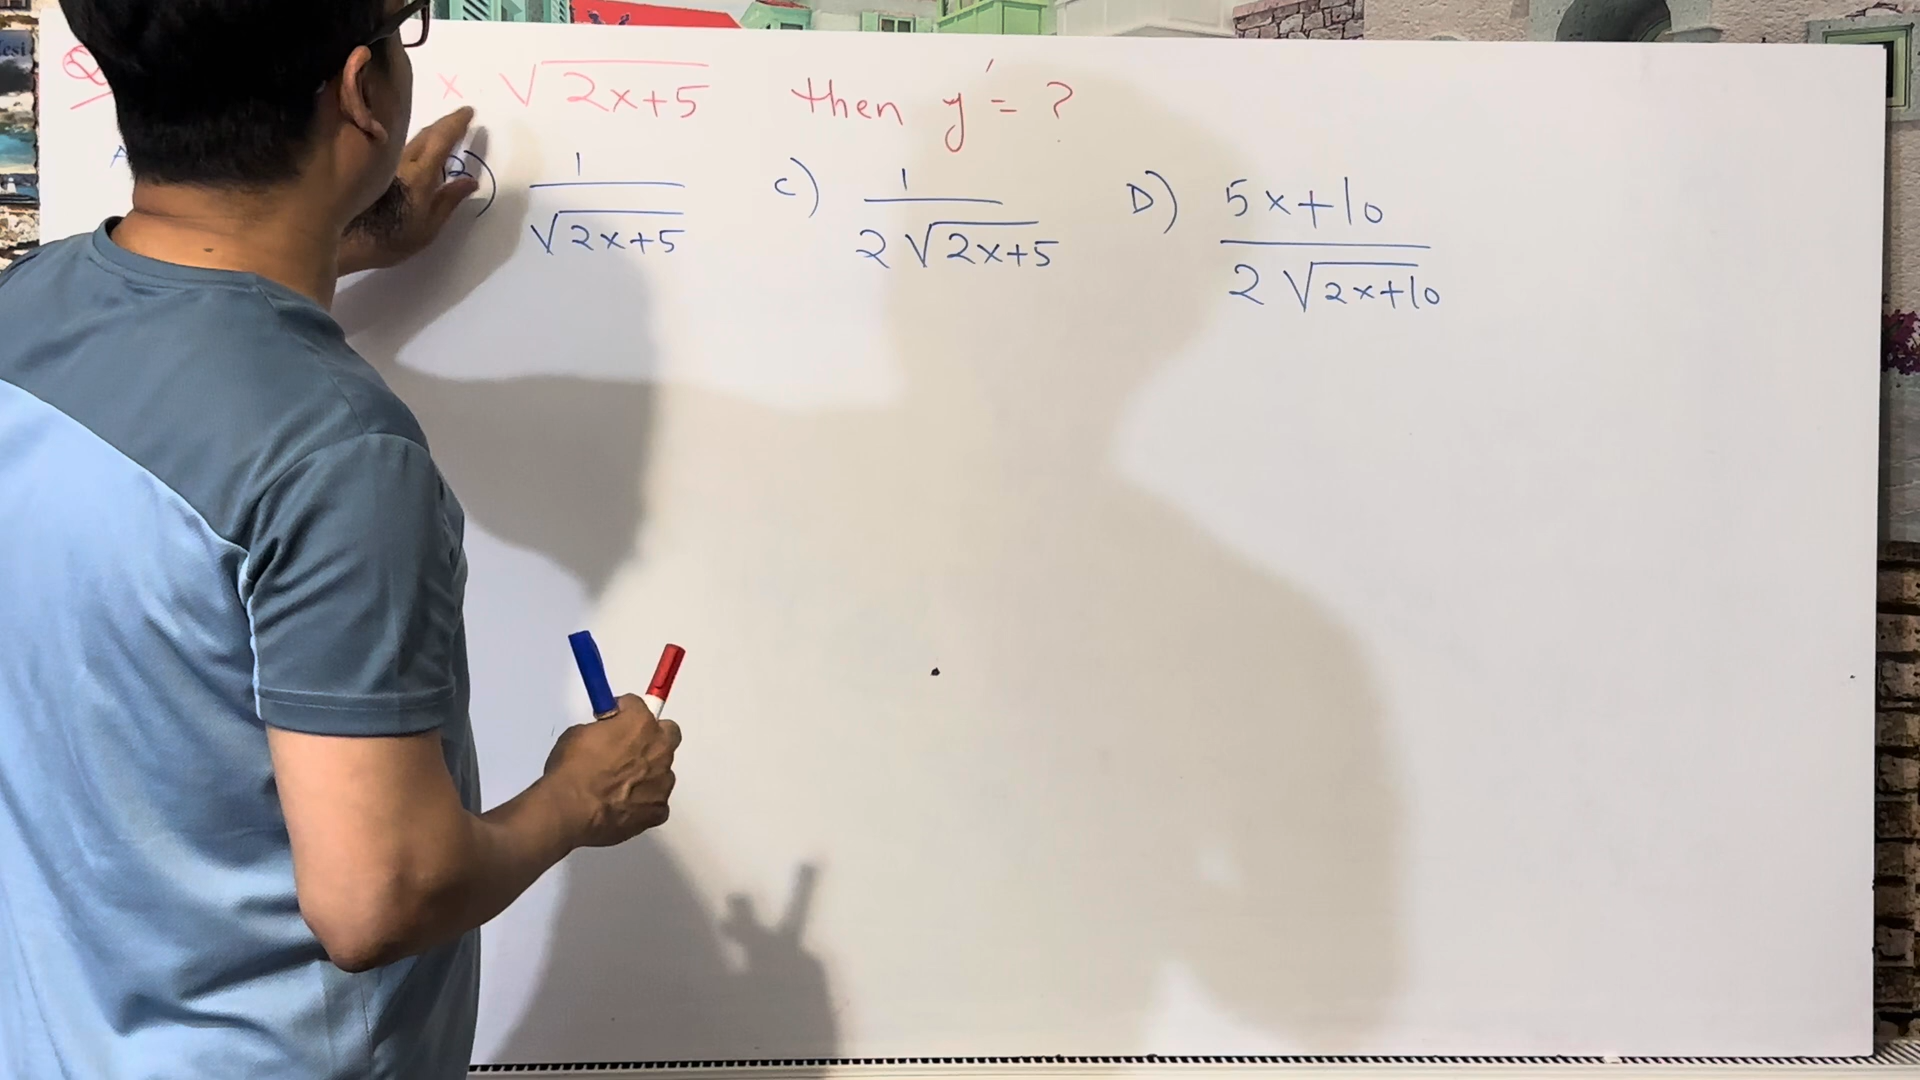 Q x √2x+5 then y' = ?
A B) 1/√2x+5 C) 1/2√2x+5 D) 5x+10/2√2x+10